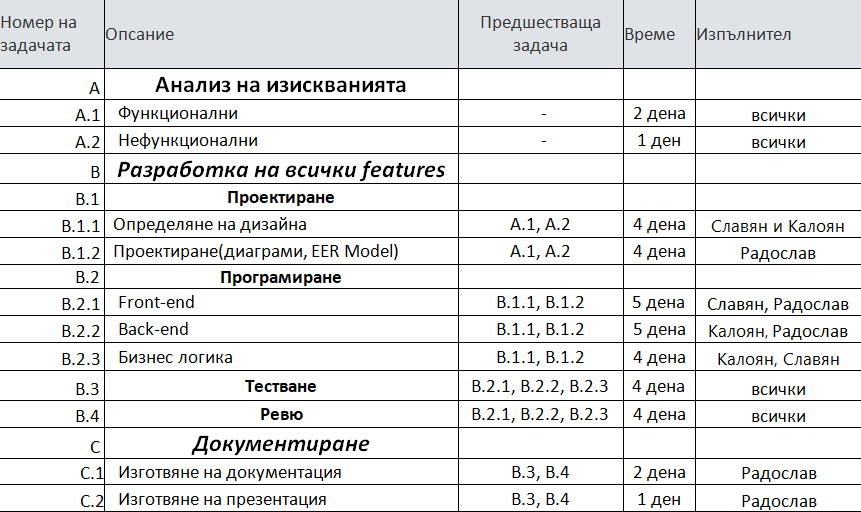 Номер на задачата Опсание Предшестваща задача Време Изпълнител
A Анализ на изискванията
A.1 Функционални - 2 дена всички
A.2 Нефункционални - 1 ден всички
B Разработка на всички features
B.1 Проектиране
B.1.1 Определяне на дизайна A.1, A.2 4 дена Славян и Калоян
B.1.2 Проектиране(диаграми, EER Model) A.1, A.2 4 дена Радослав
B.2 Програмиране
B.2.1 Front-end B.1.1, B.1.2 5 дена Славян, Радослав
B.2.2 Back-end B.1.1, B.1.2 5 дена Калоян, Радослав
B.2.3 Бизнес логика B.1.1, B.1.2 4 дена Калоян, Славян
B.3 Тестване B.2.1, B.2.2, B.2.3 4 дена всички
B.4 Ревю B.2.1, B.2.2, B.2.3 4 дена всички
C Документиране
C.1 Изготвяне на документация B.3, B.4 2 дена Радослав
C.2 Изготвяне на презентация B.3, B.4 1 ден Радослав